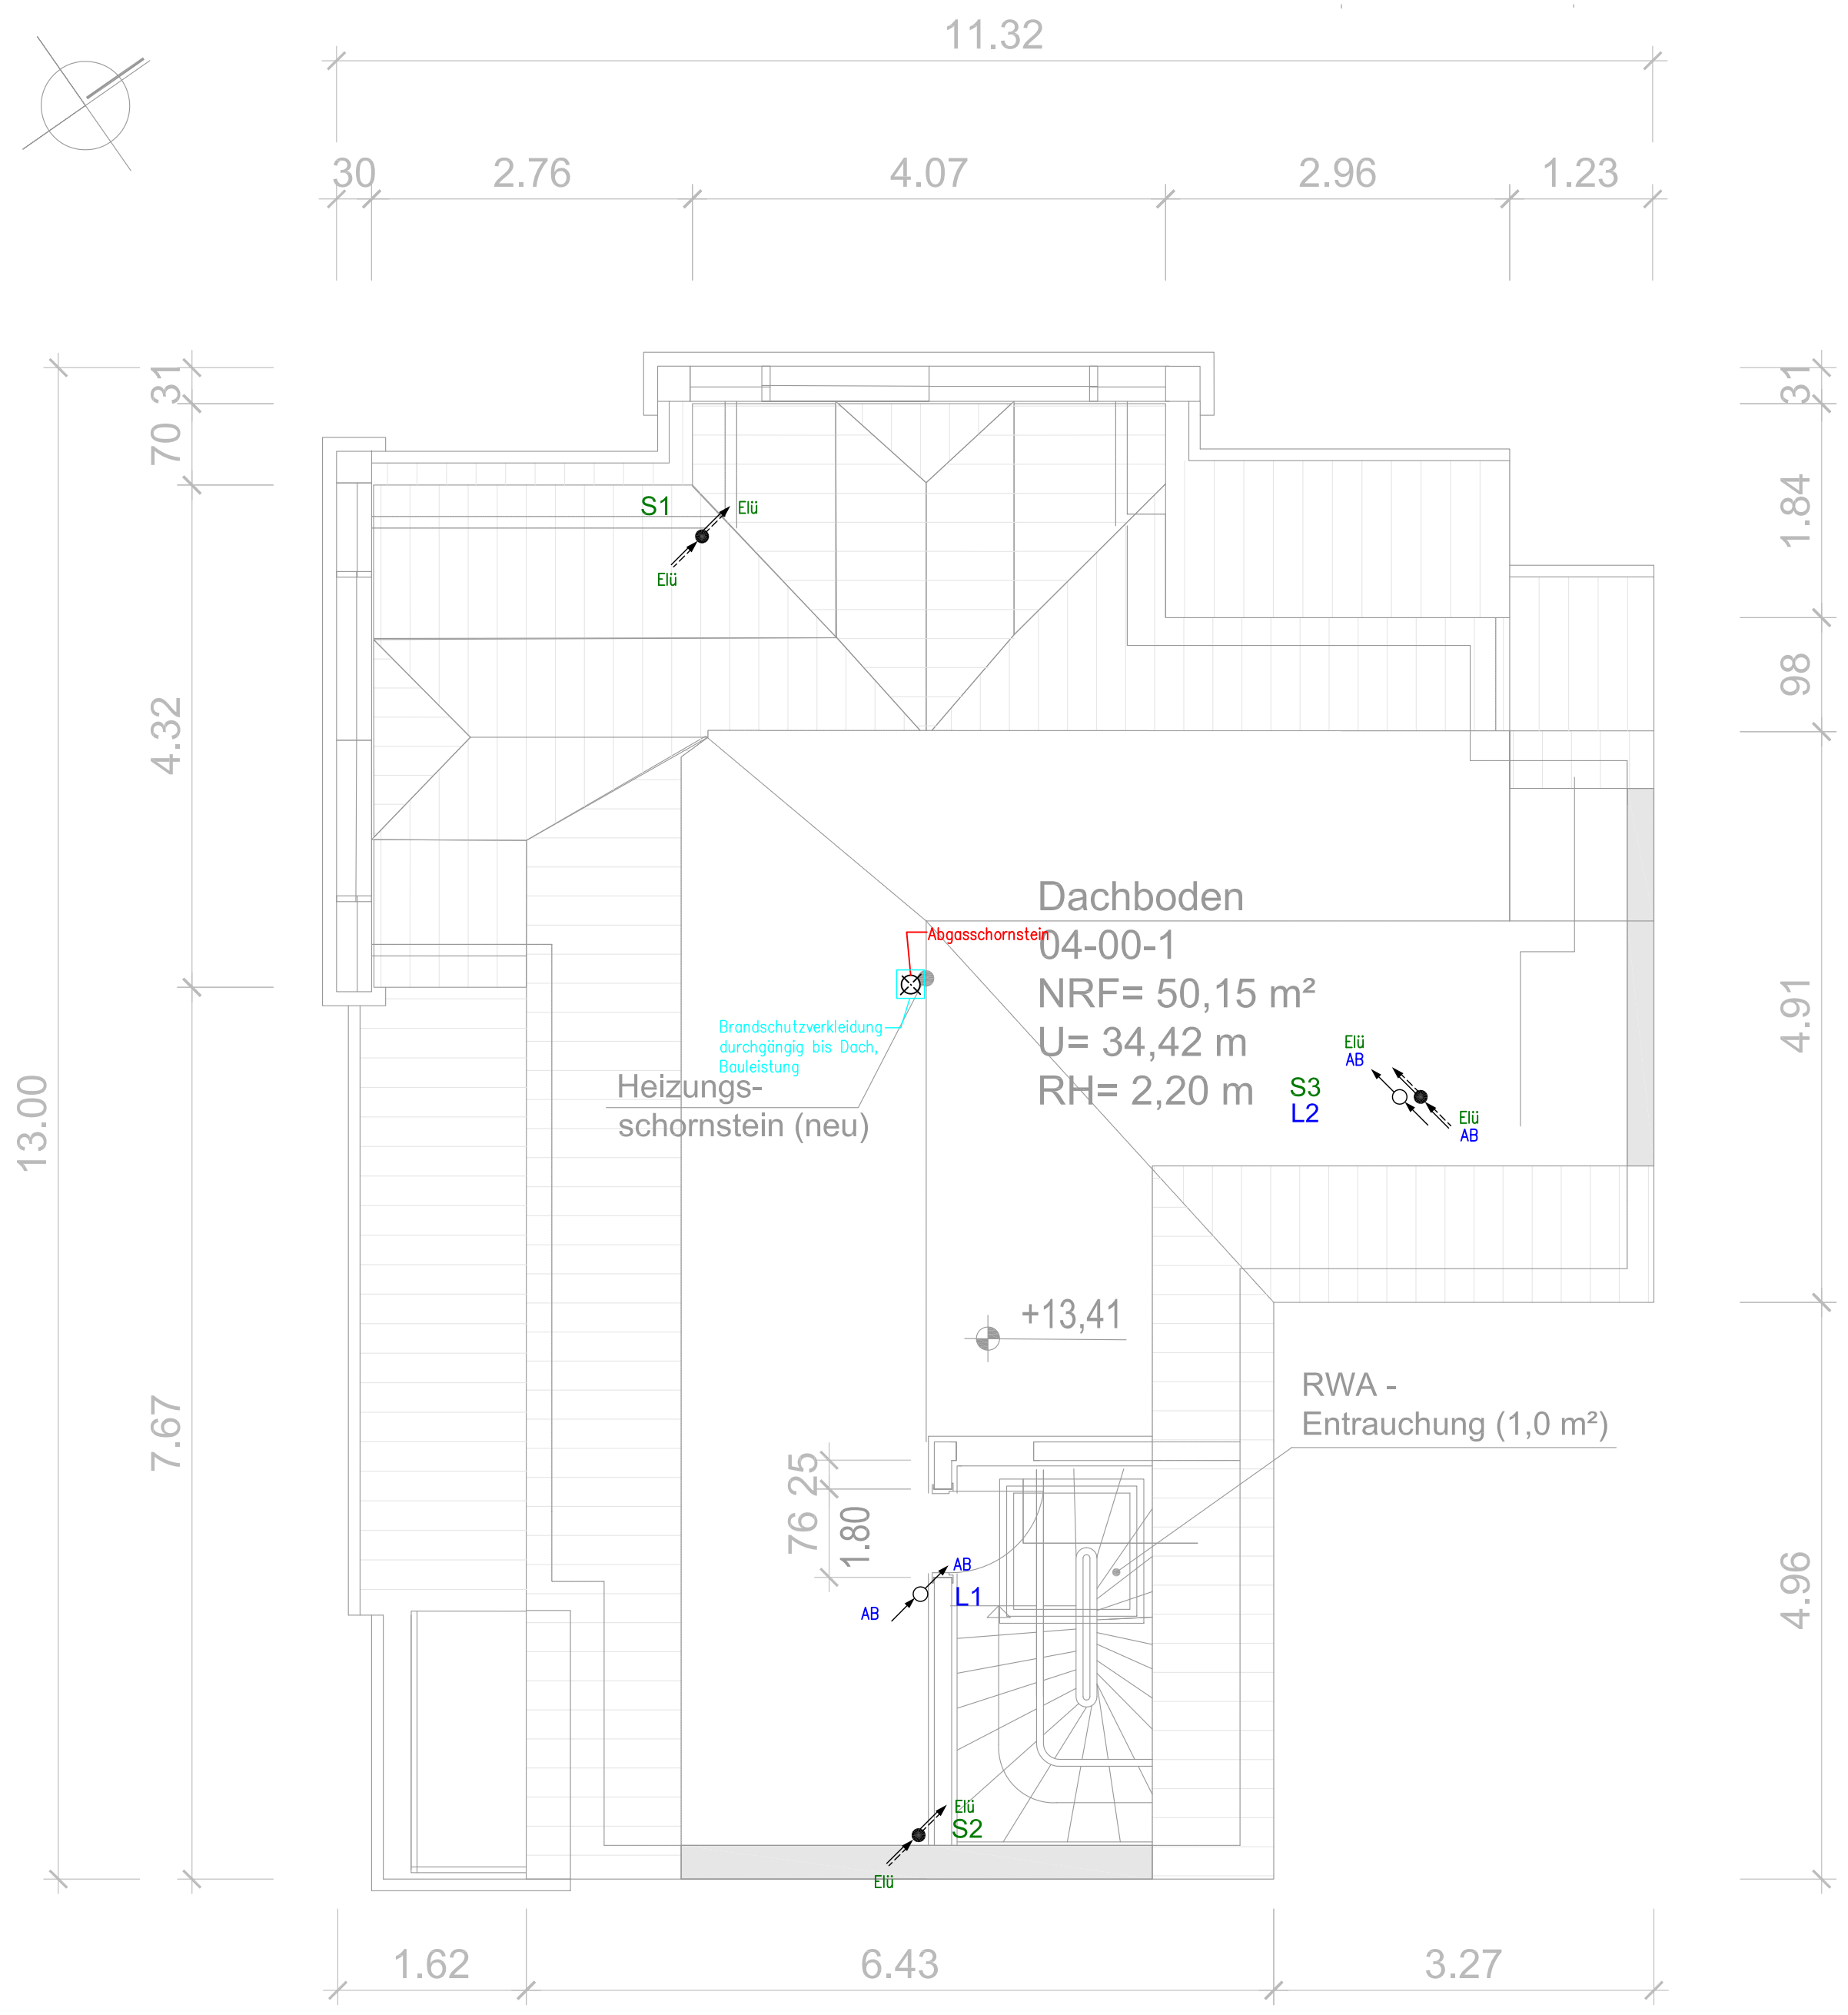 11.32
30
2.76
4.07
2.96
1.23
31
70
4.32
7.67
13.00
31
1.84
98
4.91
4.96
S1
Elü
Elü
Dachboden
04-00-1
NRF= 50,15 m²
U= 34,42 m
RH= 2,20 m
Abgasschornstein
Brandschutzverkleidung
durchgängig bis Dach,
Bauleistung
Heizungs-
schornstein (neu)
Elü
AB
S3
L2
Elü
AB
+13,41
RWA -
Entrauchung (1,0 m²)
25
76
1.80
AB
L1
AB
Elü
S2
Elü
1.62
6.43
3.27